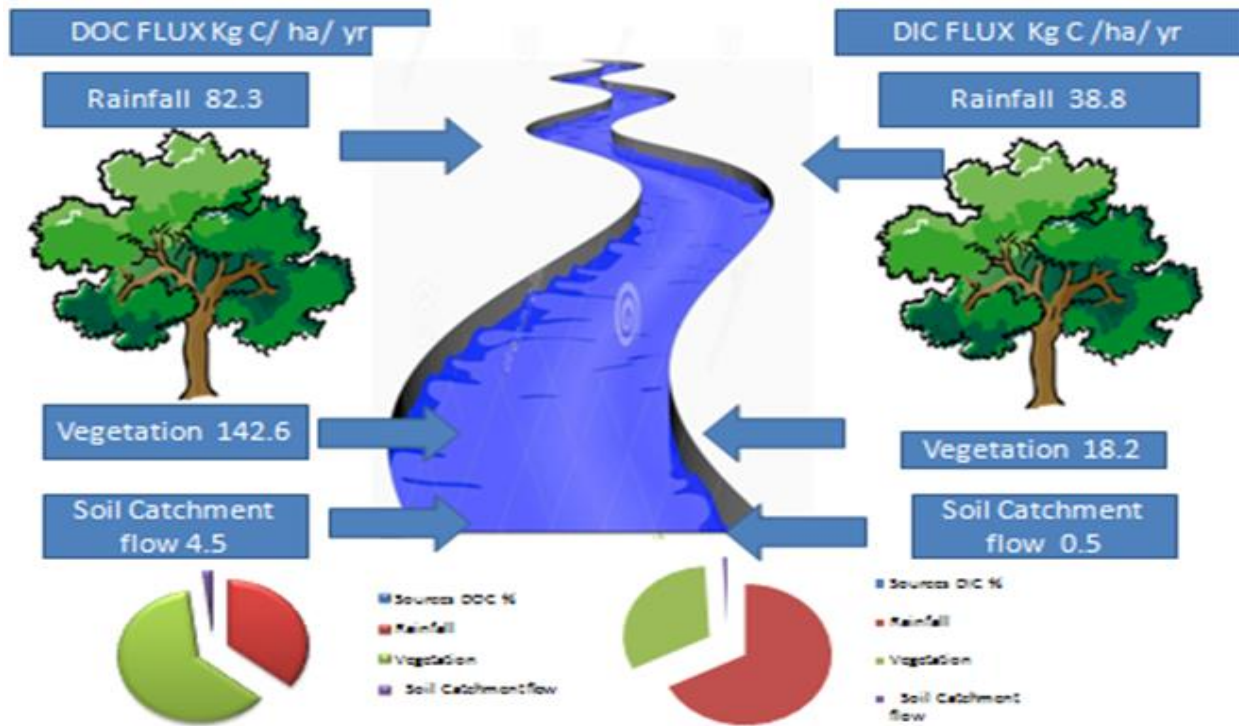 DOC FLUX Kg C/ ha/ yr
DIC FLUX Kg C /ha/ yr
Rainfall 82.3
Rainfall 38.8
Vegetation 142.6
Vegetation 18.2
Soil Catchment
flow 4.5
Soil Catchment
flow 0.5
Sources DOC %
Rainfall
Vegetation
Soil Catchment flow
Sources DIC %
Rainfall
Vegetation
Soil Catchment
flow